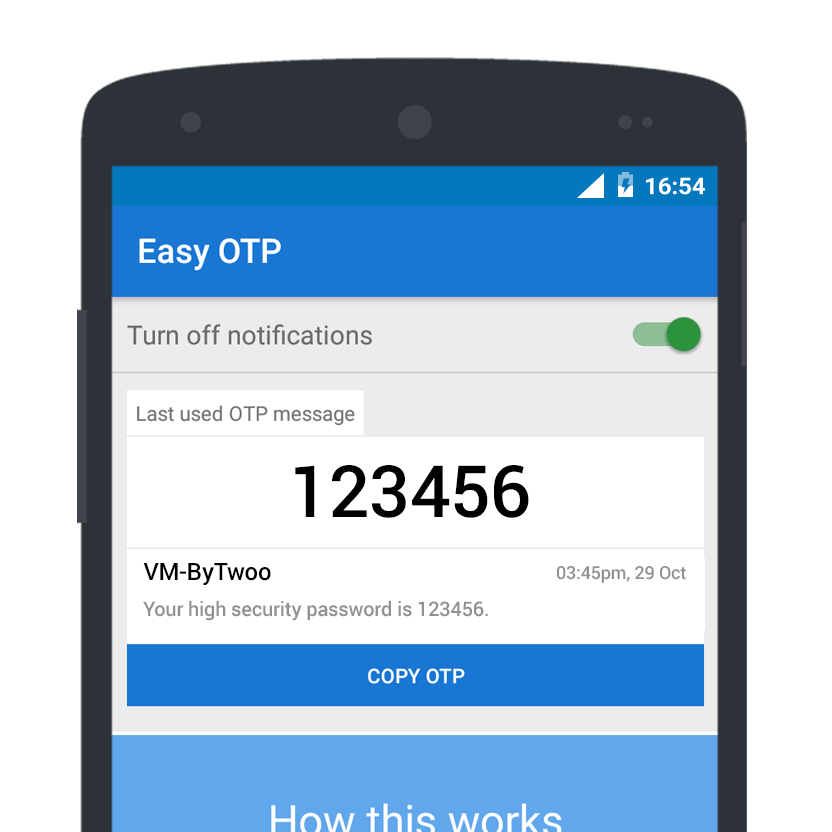 16:54
Easy OTP
Turn off notifications
Last used OTP message
123456
VM-ByTwoo 03:45pm, 29 Oct
Your high security password is 123456.
COPY OTP
How this works